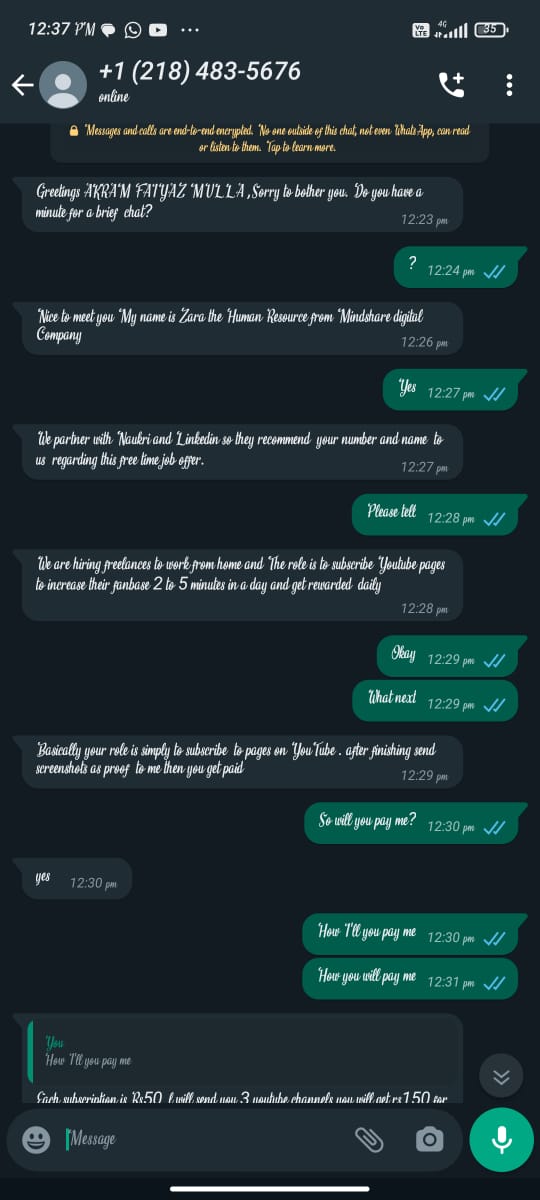 12:37 PM
4G
Vo LTE
35
+1 (218) 483-5676
online
Messages and calls are end-to-end encrypted. No one outside of this chat, not even WhatsApp, can read
or listen to them. Tap to learn more.
Greetings AKRAM FAIYAZ MULLA ,Sorry to bother you. Do you have a
minute for a brief chat?
12:23 pm
?
12:24 pm
Nice to meet you My name is Zara the Human Resource from Mindshare digital
Company
12:26 pm
Yes
12:27 pm
We partner with Naukri and Linkedin so they recommend your number and name to
us regarding this free time job offer.
12:27 pm
Please tell
12:28 pm
We are hiring freelances to work from home and The role is to subscribe Youtube pages
to increase their fanbase 2 to 5 minutes in a day and get rewarded daily
12:28 pm
Okay
12:29 pm
What next
12:29 pm
Basically your role is simply to subscribe to pages on YouTube . after finishing send
screenshots as proof to me then you get paid
12:29 pm
So will you pay me?
12:30 pm
yes
12:30 pm
How I'll you pay me
12:30 pm
How you will pay me
12:31 pm
You
How I'll you pay me
Each subscription is Rs50 I will send you 3 youtube channels you will get rs150 for
Message